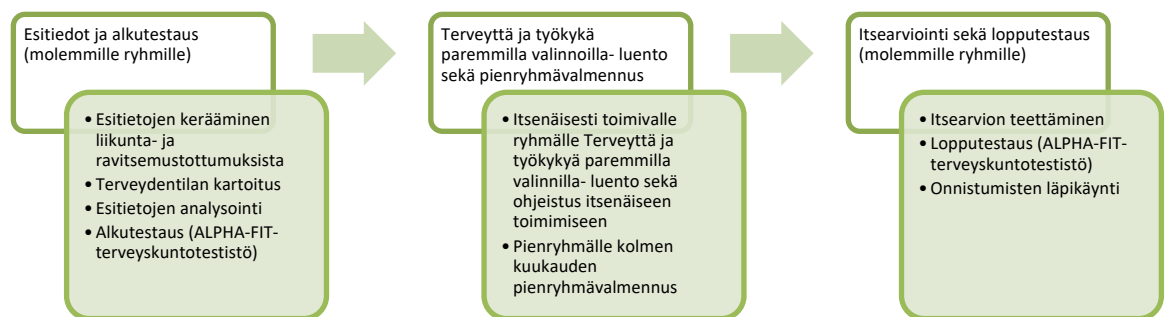 Esitiedot ja alkutestaus
(molemmille ryhmille)
• Esitietojen kerääminen
liikunta- ja
ravitsemustottumuksista
• Terveydentilan kartoitus
• Esitietojen analysointi
• Alkutestaus (ALPHA-FIT-
terveyskuntotestistö)
Terveyttä ja työkykä
paremmilla valinnoilla- luento
sekä pienryhmävalmennus
• Itsenäisesti toimivalle
ryhmälle Terveyttä ja
työkykyä paremmilla
valinnilla- luento sekä
ohjeistus itsenäiseen
toimimiseen
• Pienryhmälle kolmen
kuukauden
pienryhmävalmennus
Itsearviointi sekä lopputestaus
(molemmille ryhmille)
• Itsearvion teettäminen
• Lopputestaus (ALPHA-FIT-
terveyskuntotestistö)
• Onnistumisten läpikäynti